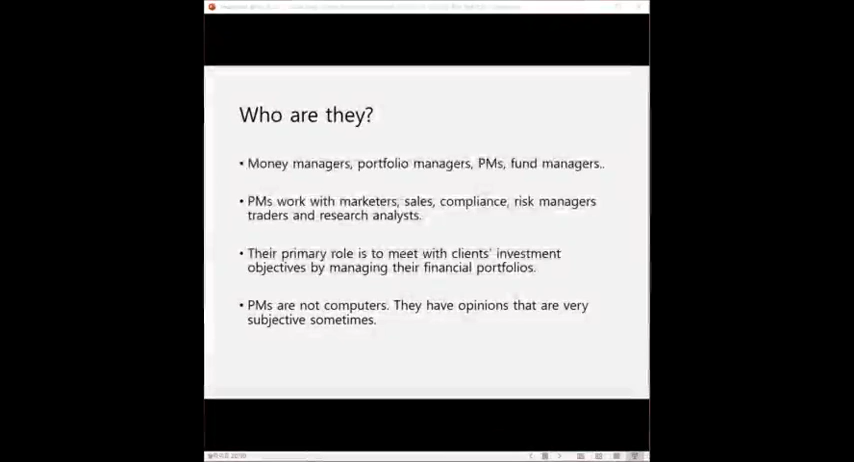 Who are they?
• Money managers, portfolio managers, PMs, fund managers..
• PMs work with marketers, sales, compliance, risk managers
traders and research analysts.
• Their primary role is to meet with clients' investment
objectives by managing their financial portfolios.
• PMs are not computers. They have opinions that are very
subjective sometimes.